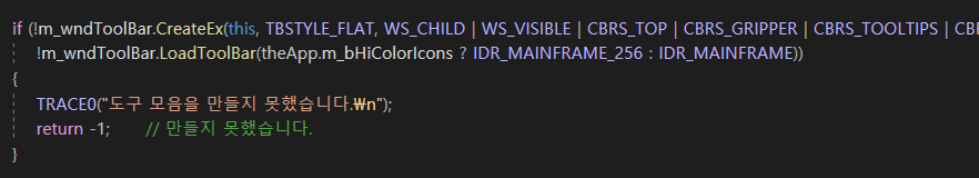 if (!m_wndToolBar.CreateEx(this, TBSTYLE_FLAT, WS_CHILD | WS_VISIBLE | CBRS_TOP | CBRS_GRIPPER | CBRS_TOOLTIPS |
!m_wndToolBar.LoadToolBar(theApp.m_bHiColorIcons ? IDR_MAINFRAME_256 : IDR_MAINFRAME))
{
TRACE0("도구 모음을 만들지 못했습니다.₩n");
return -1; // 만들지 못했습니다.
}